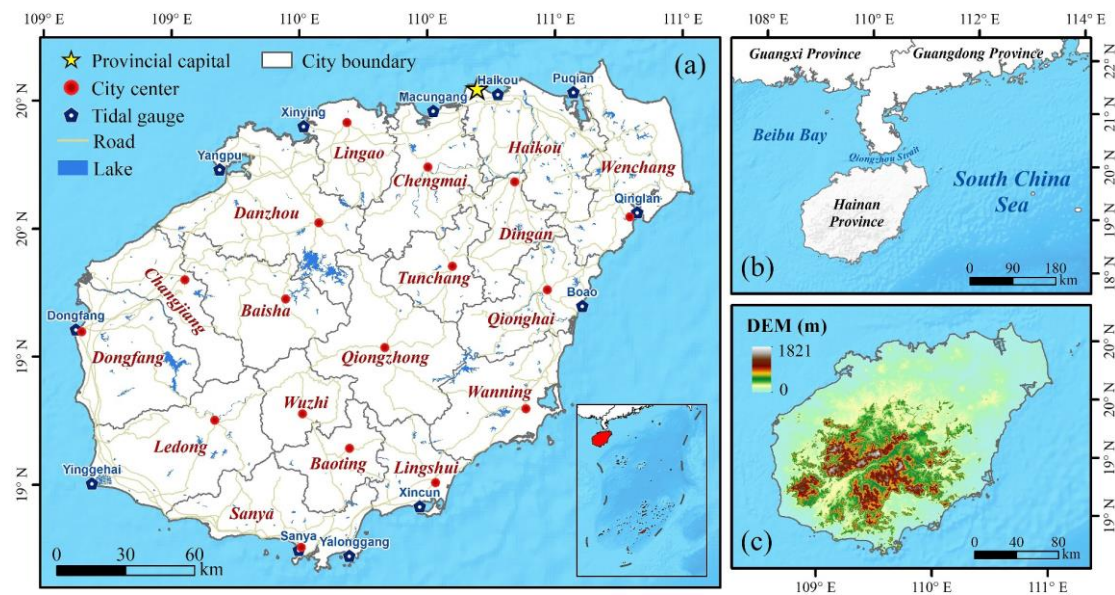 109° E
109° E
110° E
110° E
111° E
111° E
Provincial capital
City boundary
City center
Tidal gauge
Road
Lake
(a)
20° N
20° N
19° N
19° N
Haikou
Puqian
Macungang
Xinying
Yangpu
Lingao
Chengmai
Haikou
Wenchang
Qinglan
Danzhou
Dingan
Tunchang
Changjiang
Baisha
Boao
Qionghai
Dongfang
Dongfang
Qiongzhong
Wanning
Wuzhi
Ledong
Baoting
Lingshui
Yinggehai
Xincun
Sanya
Sanya
Yalonggang
0 30 60
km
108° E
110° E
112° E
114° E
Guangxi Province
Guangdong Province
Beibu Bay
Qiongzhou Strait
South China
Sea
Hainan
Province
(b)
0 90 180
km
22° N
21° N
20° N
19° N
18° N
DEM (m)
1821
0
(c)
0 40 80
km
20° N
20° N
19° N
19° N
109° E
110° E
111° E